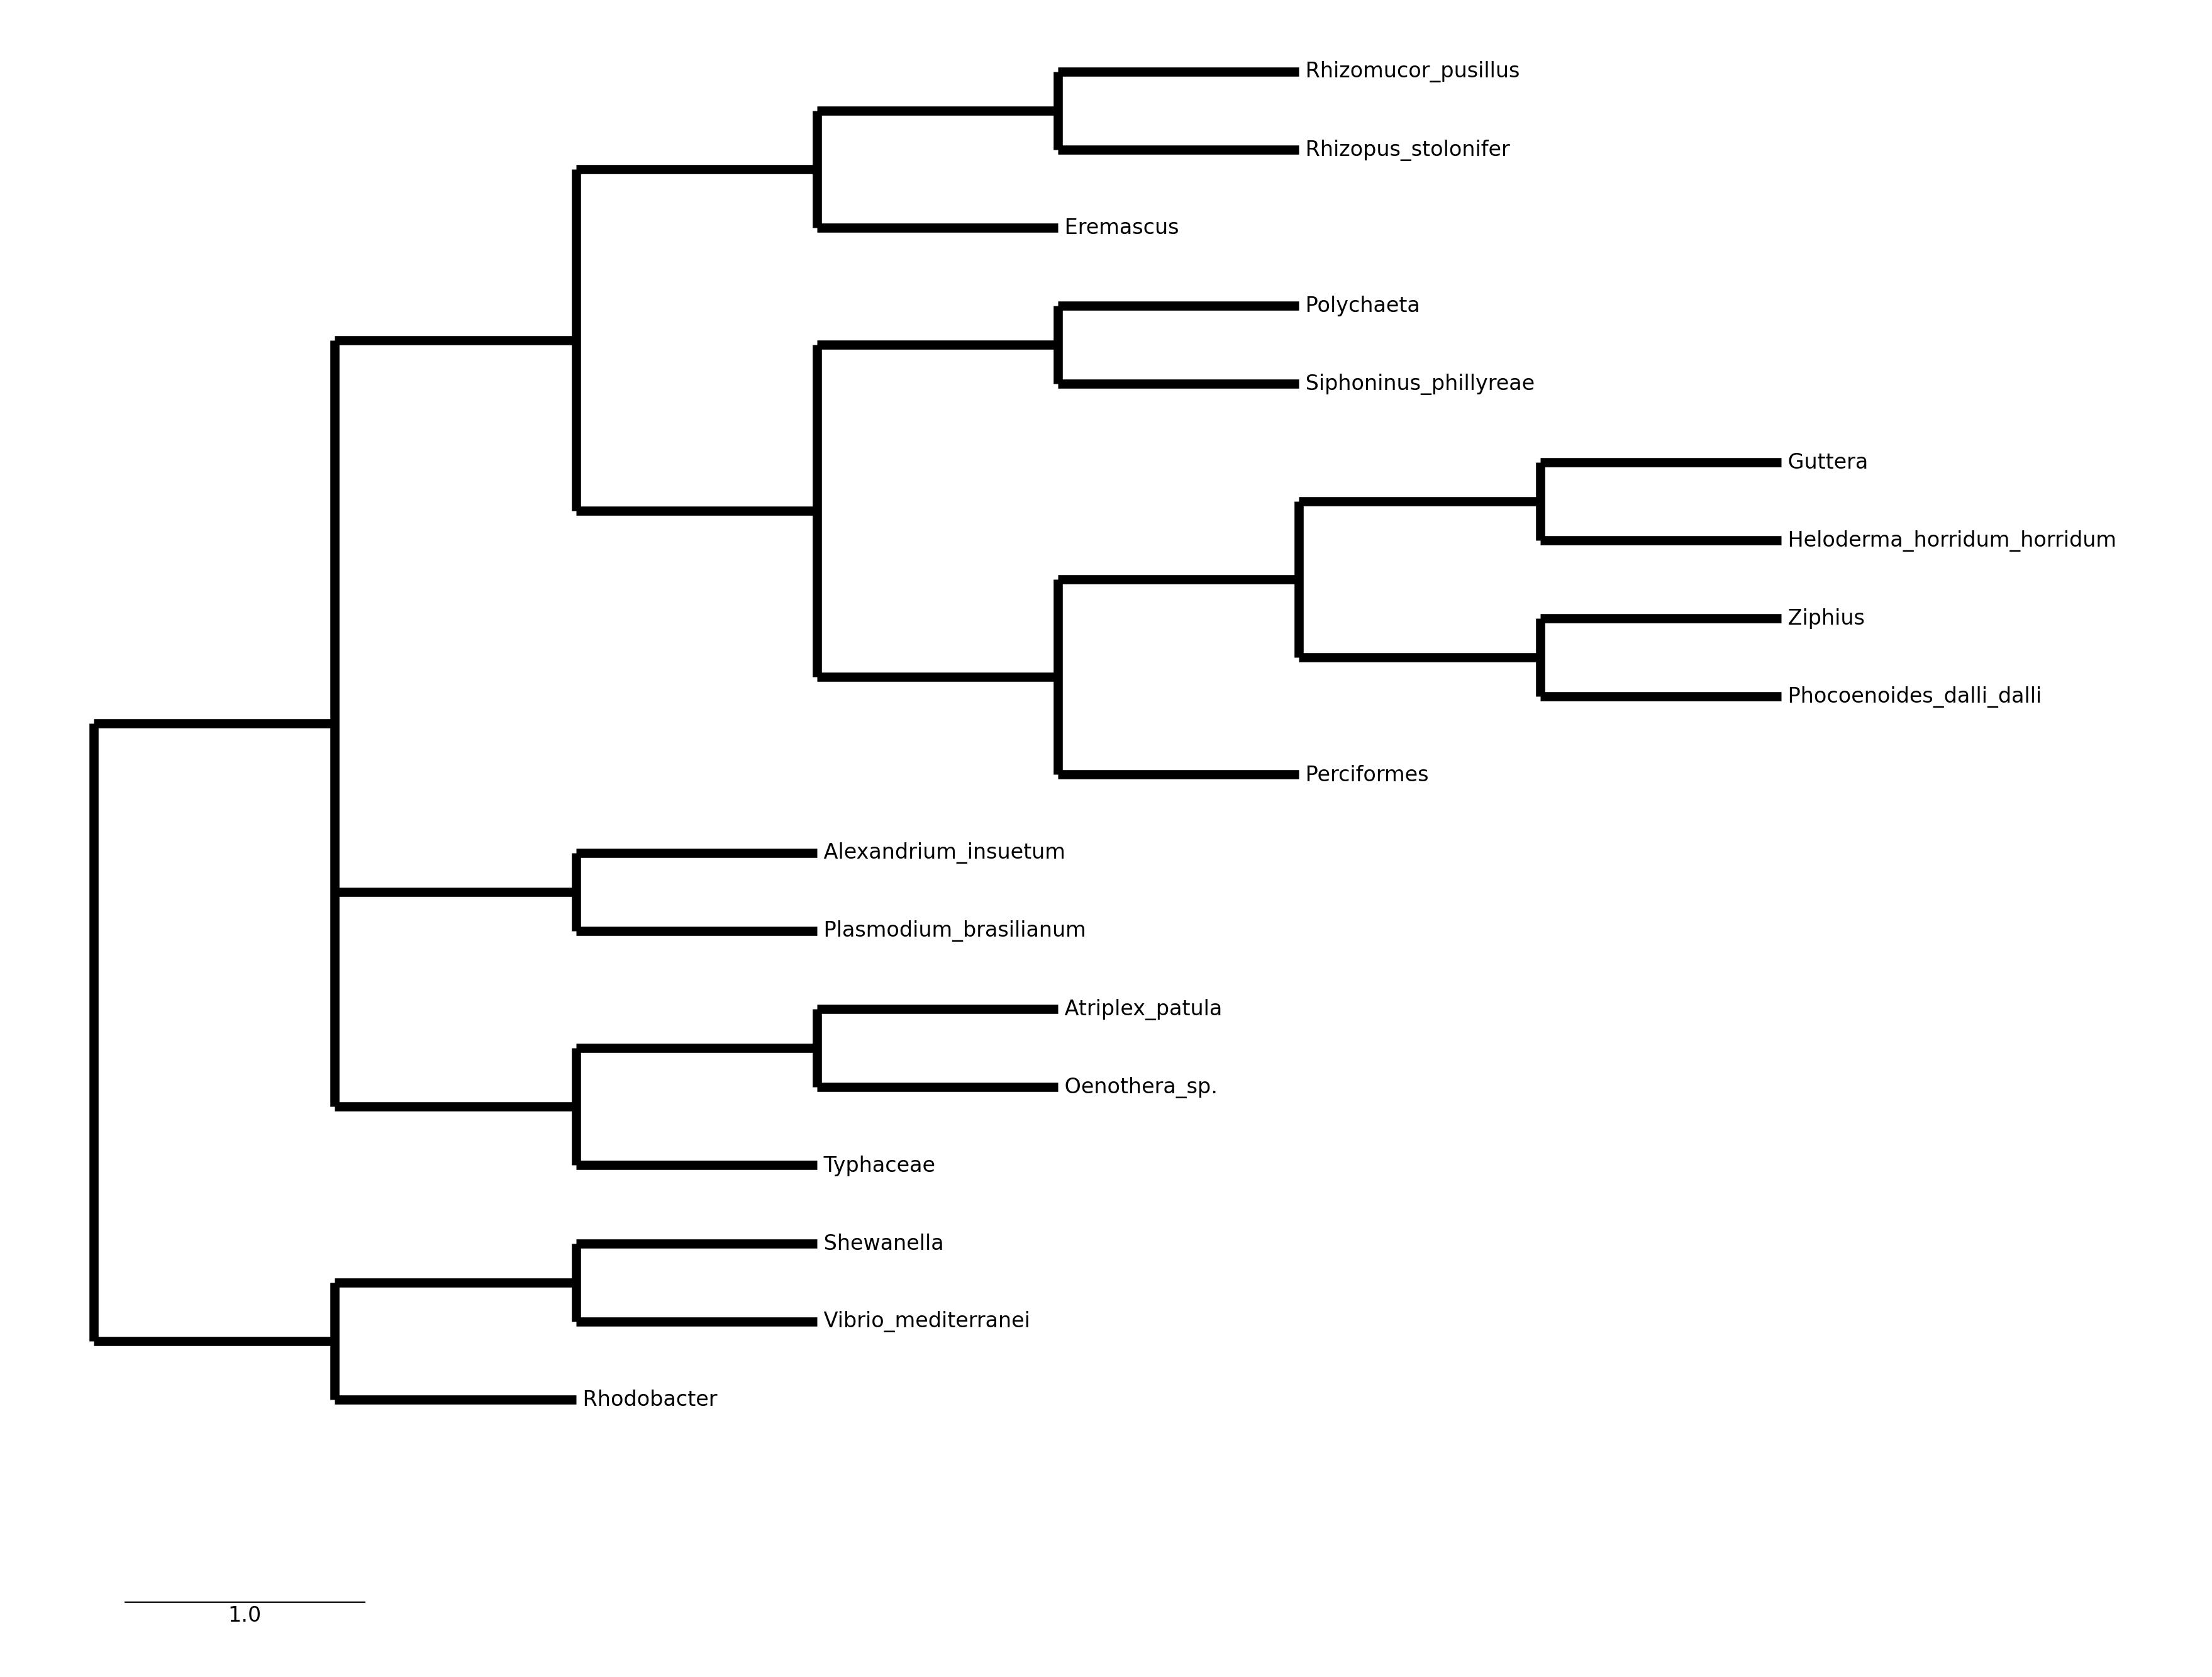 Rhizomucor_pusillus
Rhizopus_stolonifer
Eremascus
Polychaeta
Siphoninus_phillyreae
Guttera
Heloderma_horridum_horridum
Ziphius
Phocoenoides_dalli_dalli
Perciformes
Alexandrium_insuetum
Plasmodium_brasilianum
Atriplex_patula
Oenothera_sp.
Typhaceae
Shewanella
Vibrio_mediterranei
Rhodobacter
1.0